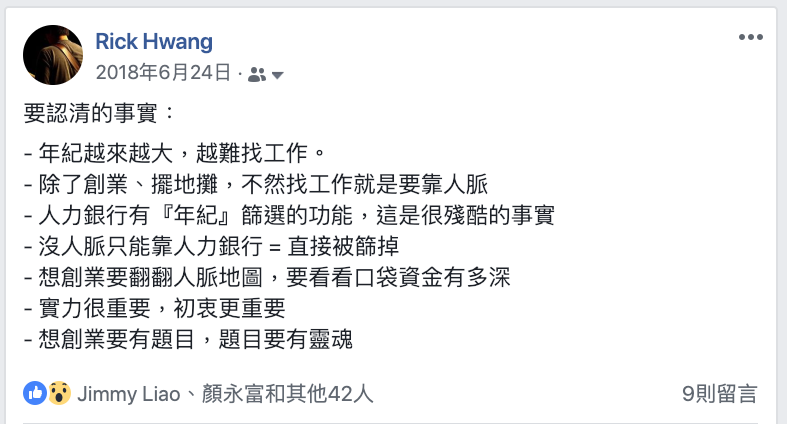 Rick Hwang
2018年6月24日 ·
要認清的事實：
- 年紀越來越大，越難找工作。
- 除了創業、擺地攤，不然找工作就是要靠人脈
- 人力銀行有『年紀』篩選的功能，這是很殘酷的事實
- 沒人脈只能靠人力銀行 = 直接被篩掉
- 想創業要翻翻人脈地圖，要看看口袋資金有多深
- 實力很重要，初衷更重要
- 想創業要有題目，題目要有靈魂
Jimmy Liao、顏永富和其他42人 9則留言